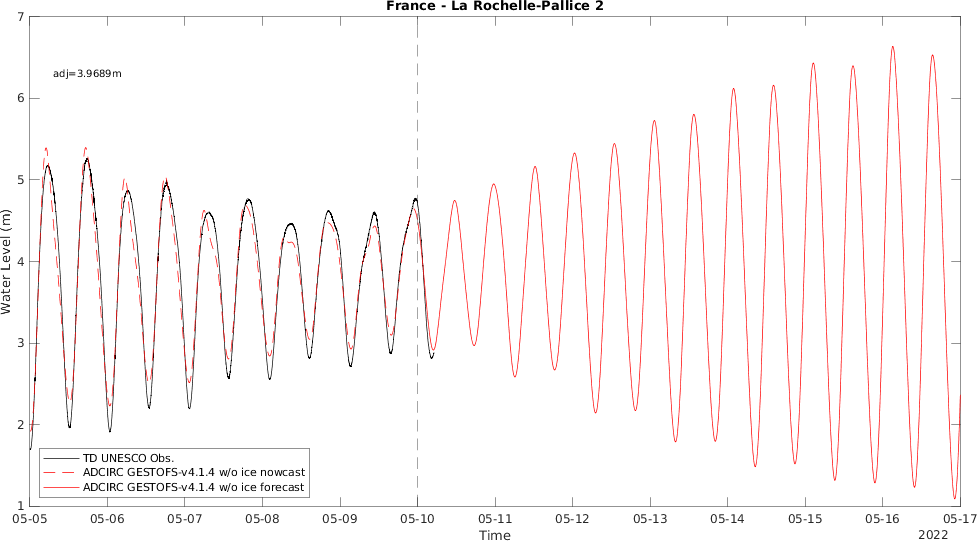 France - La Rochelle-Pallice 2
adj=3.9689m
7
6
5
4
3
2
1
Water Level (m)
TD UNESCO Obs.
ADCIRC GESTOFS-v4.1.4 w/o ice nowcast
ADCIRC GESTOFS-v4.1.4 w/o ice forecast
05-05 05-06 05-07 05-08 05-09 05-10 05-11 05-12 05-13 05-14 05-15 05-16 05-17
Time
2022